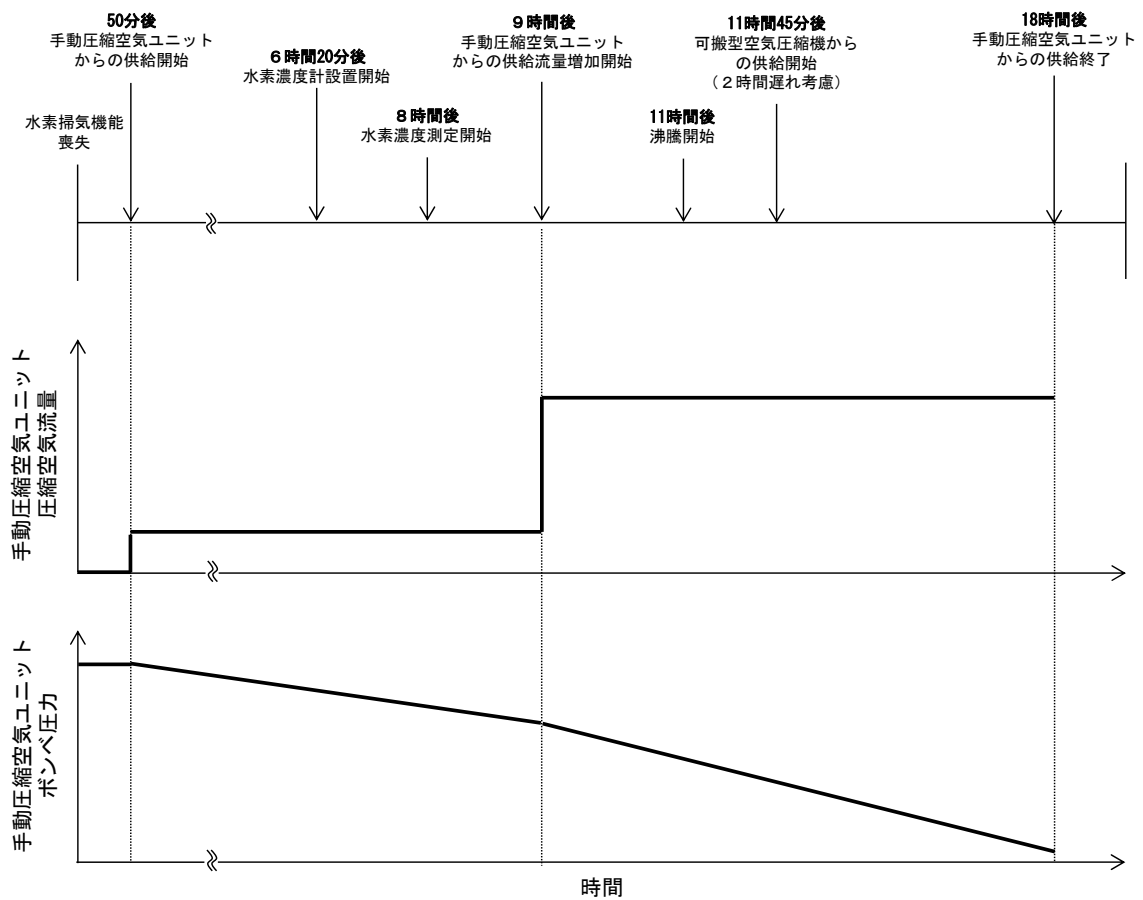 50分後
手動圧縮空気ユニット
からの供給開始
６時間20分後
水素濃度計設置開始
９時間後
手動圧縮空気ユニット
からの供給流量増加開始
11時間45分後
可搬型空気圧縮機から
の供給開始
（２時間遅れ考慮）
18時間後
手動圧縮空気ユニット
からの供給終了
水素掃気機能
喪失
８時間後
水素濃度測定開始
11時間後
沸騰開始
手動圧縮空気ユニット
圧縮空気流量
手動圧縮空気ユニット
ボンベ圧力
時間